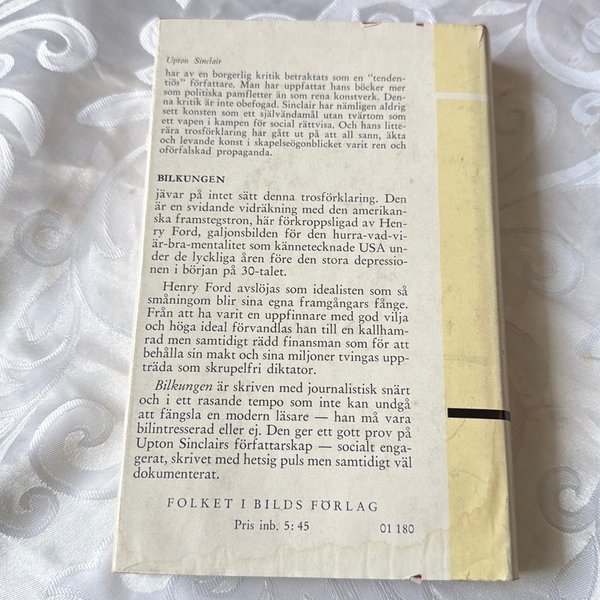 Upton Sinclair
har av en borgerlig kritik betraktats som en "tenden-
tiös" författare. Man har uppfattat hans böcker mer
som politiska pamfletter än som rena konstverk. Den-
na kritik är inte obefogad. Sinclair har nämligen aldrig
sett konsten som ett självändamål utan tvärtom som
ett vapen i kampen för social rättvisa. Och hans litte-
rära trosförklaring har gått ut på att all sann, äkta
och levande konst i skapelseögonblicket varit ren och
oförfalskad propaganda.
BILKUNGEN
jävar på intet sätt denna trosförklaring. Den
är en svidande vidräkning med den amerikan-
ska framstegstron, här förkroppsligad av Hen-
ry Ford, galjonsbilden för den hurra-vad-vi-
är-bra-mentalitet som kännetecknade USA un-
der de lyckliga åren före den stora depressio-
nen i början på 30-talet.
Henry Ford avslöjas som idealisten som så
småningom blir sina egna framgångars fånge.
Från att ha varit en uppfinnare med god vilja
och höga ideal förvandlas han till en kallham-
rad men samtidigt rädd finansman som för att
behålla sin makt och sina miljoner tvingas upp-
träda som skrupelfri diktator.
Bilkungen är skriven med journalistisk snärt
och i ett rasande tempo som inte kan undgå
att fängsla en modern läsare — han må vara
bilintresserad eller ej. Den ger ett gott prov på
Upton Sinclairs författarskap — socialt enga-
gerat, skrivet med hetsig puls men samtidigt väl
dokumenterat.
FOLKET I BILDS FÖRLAG
Pris inb. 5: 45 01 180